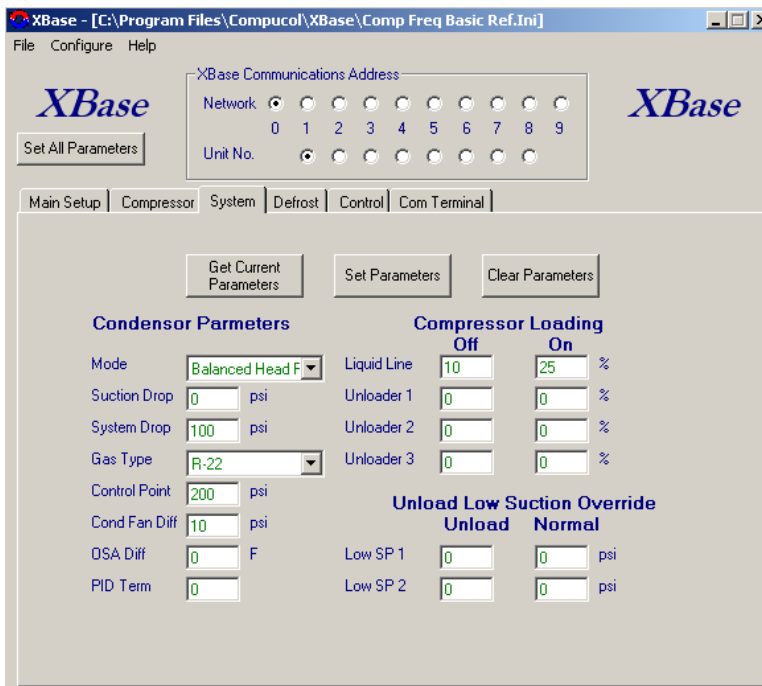 XBase - [C:\Program Files\Compucol\XBase\Comp Freq Basic Ref.Ini]
File Configure Help
XBase Communications Address
XBase
Network
XBase
0 1 2 3 4 5 6 7 8 9
Set All Parameters
Unit No.
Main Setup Compressor System Defrost Control Com Terminal
Get Current Parameters Set Parameters Clear Parameters
Condensor Parmeters Compressor Loading
Off On
Mode Balanced Head F Liquid Line 10 25 %
Suction Drop 0 psi Unloader 1 0 0 %
System Drop 100 psi Unloader 2 0 0 %
Gas Type R-22 Unloader 3 0 0 %
Control Point 200 psi
Unload Low Suction Override
Cond Fan Diff 10 psi Unload Normal
OSA Diff 0 F Low SP 1 0 0 psi
PID Term 0 Low SP 2 0 0 psi